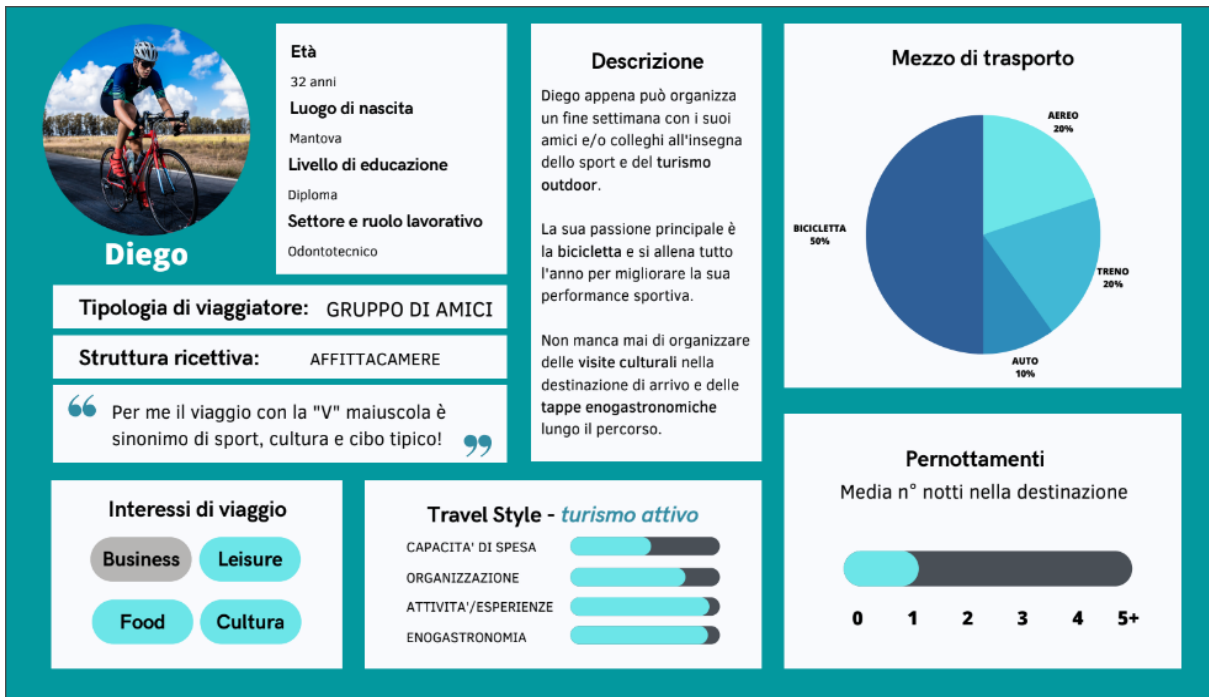 Diego
Età
32 anni
Luogo di nascita
Mantova
Livello di educazione
Diploma
Settore e ruolo lavorativo
Odontotecnico
Tipologia di viaggiatore: GRUPPO DI AMICI
Struttura ricettiva: AFFITTACAMERE
“ Per me il viaggio con la "V" maiuscola è
sinonimo di sport, cultura e cibo tipico! ”
Descrizione
Diego appena può organizza
un fine settimana con i suoi
amici e/o colleghi all'insegna
dello sport e del turismo
outdoor.
La sua passione principale è
la bicicletta e si allena tutto
l'anno per migliorare la sua
performance sportiva.
Non manca mai di organizzare
delle visite culturali nella
destinazione di arrivo e delle
tappe enogastronomiche
lungo il percorso.
Mezzo di trasporto
AEREO
20%
BICICLETTA
50%
TRENO
20%
AUTO
10%
Interessi di viaggio
Business Leisure
Food Cultura
Travel Style - turismo attivo
CAPACITA' DI SPESA
ORGANIZZAZIONE
ATTIVITA'/ESPERIENZE
ENOGASTRONOMIA
Pernottamenti
Media n° notti nella destinazione
0 1 2 3 4 5+